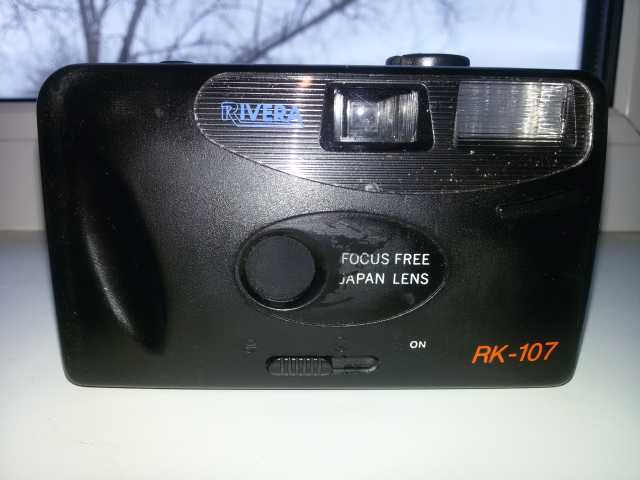 RIVERA
FOCUS FREE
JAPAN LENS
ON
RK-107